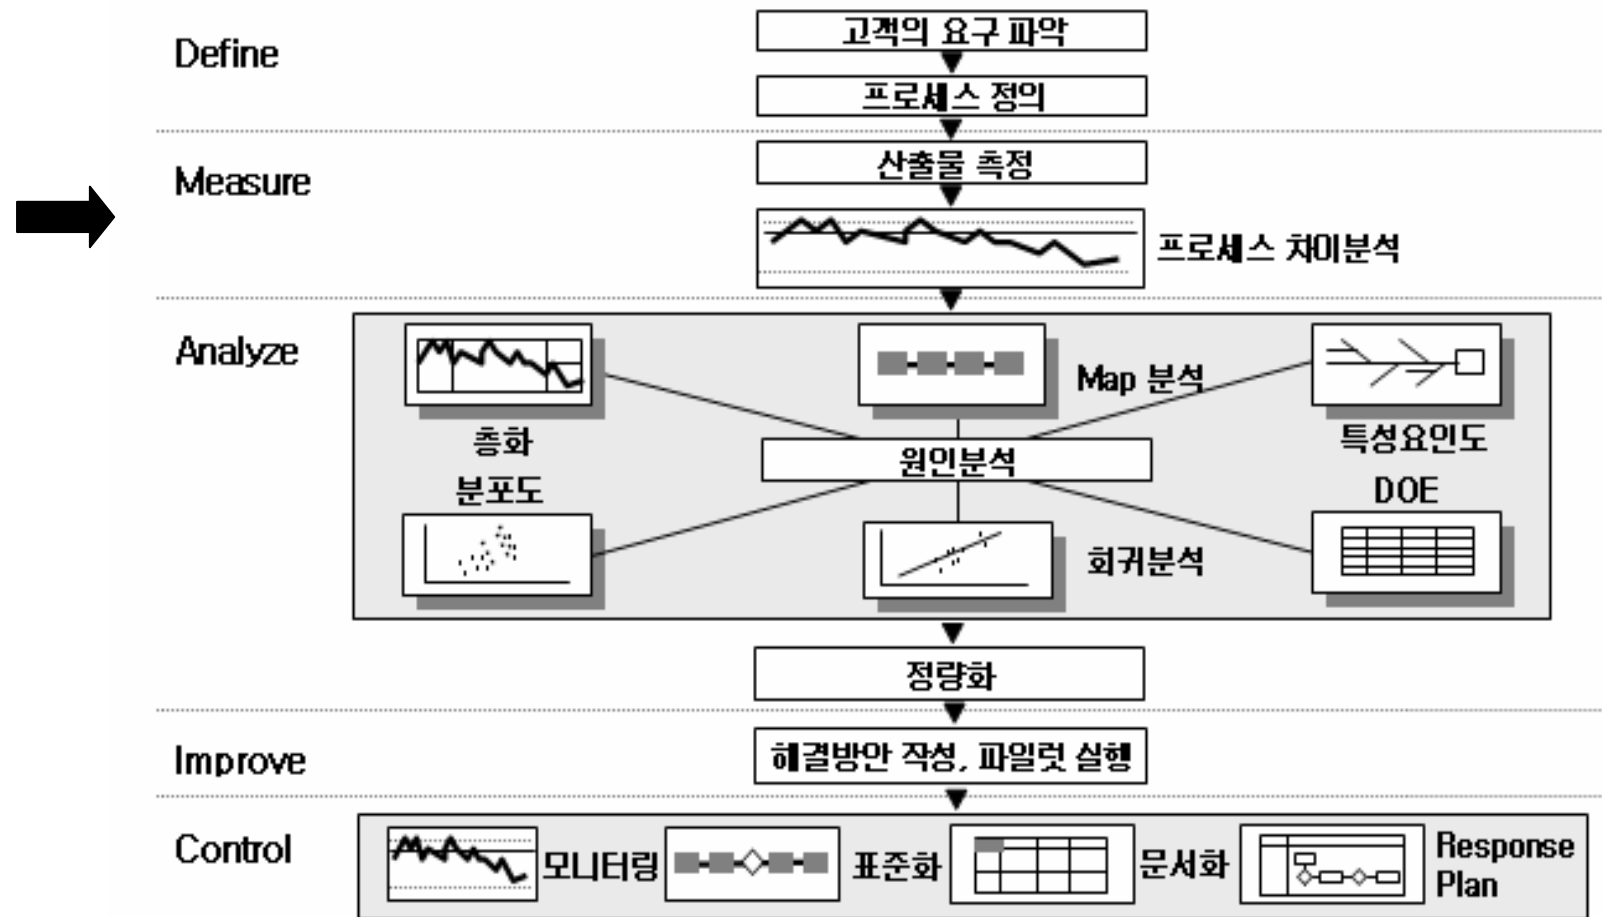 Define
고객의 요구 파악
프로세스 정의
Measure
산출물 측정
프로세스 차이분석
Analyze
Map 분석
층화
특성요인도
원인분석
분포도
DOE
회귀분석
정량화
Improve
해결방안 작성, 파일럿 실행
Control
모니터링
표준화
문서화
Response
Plan